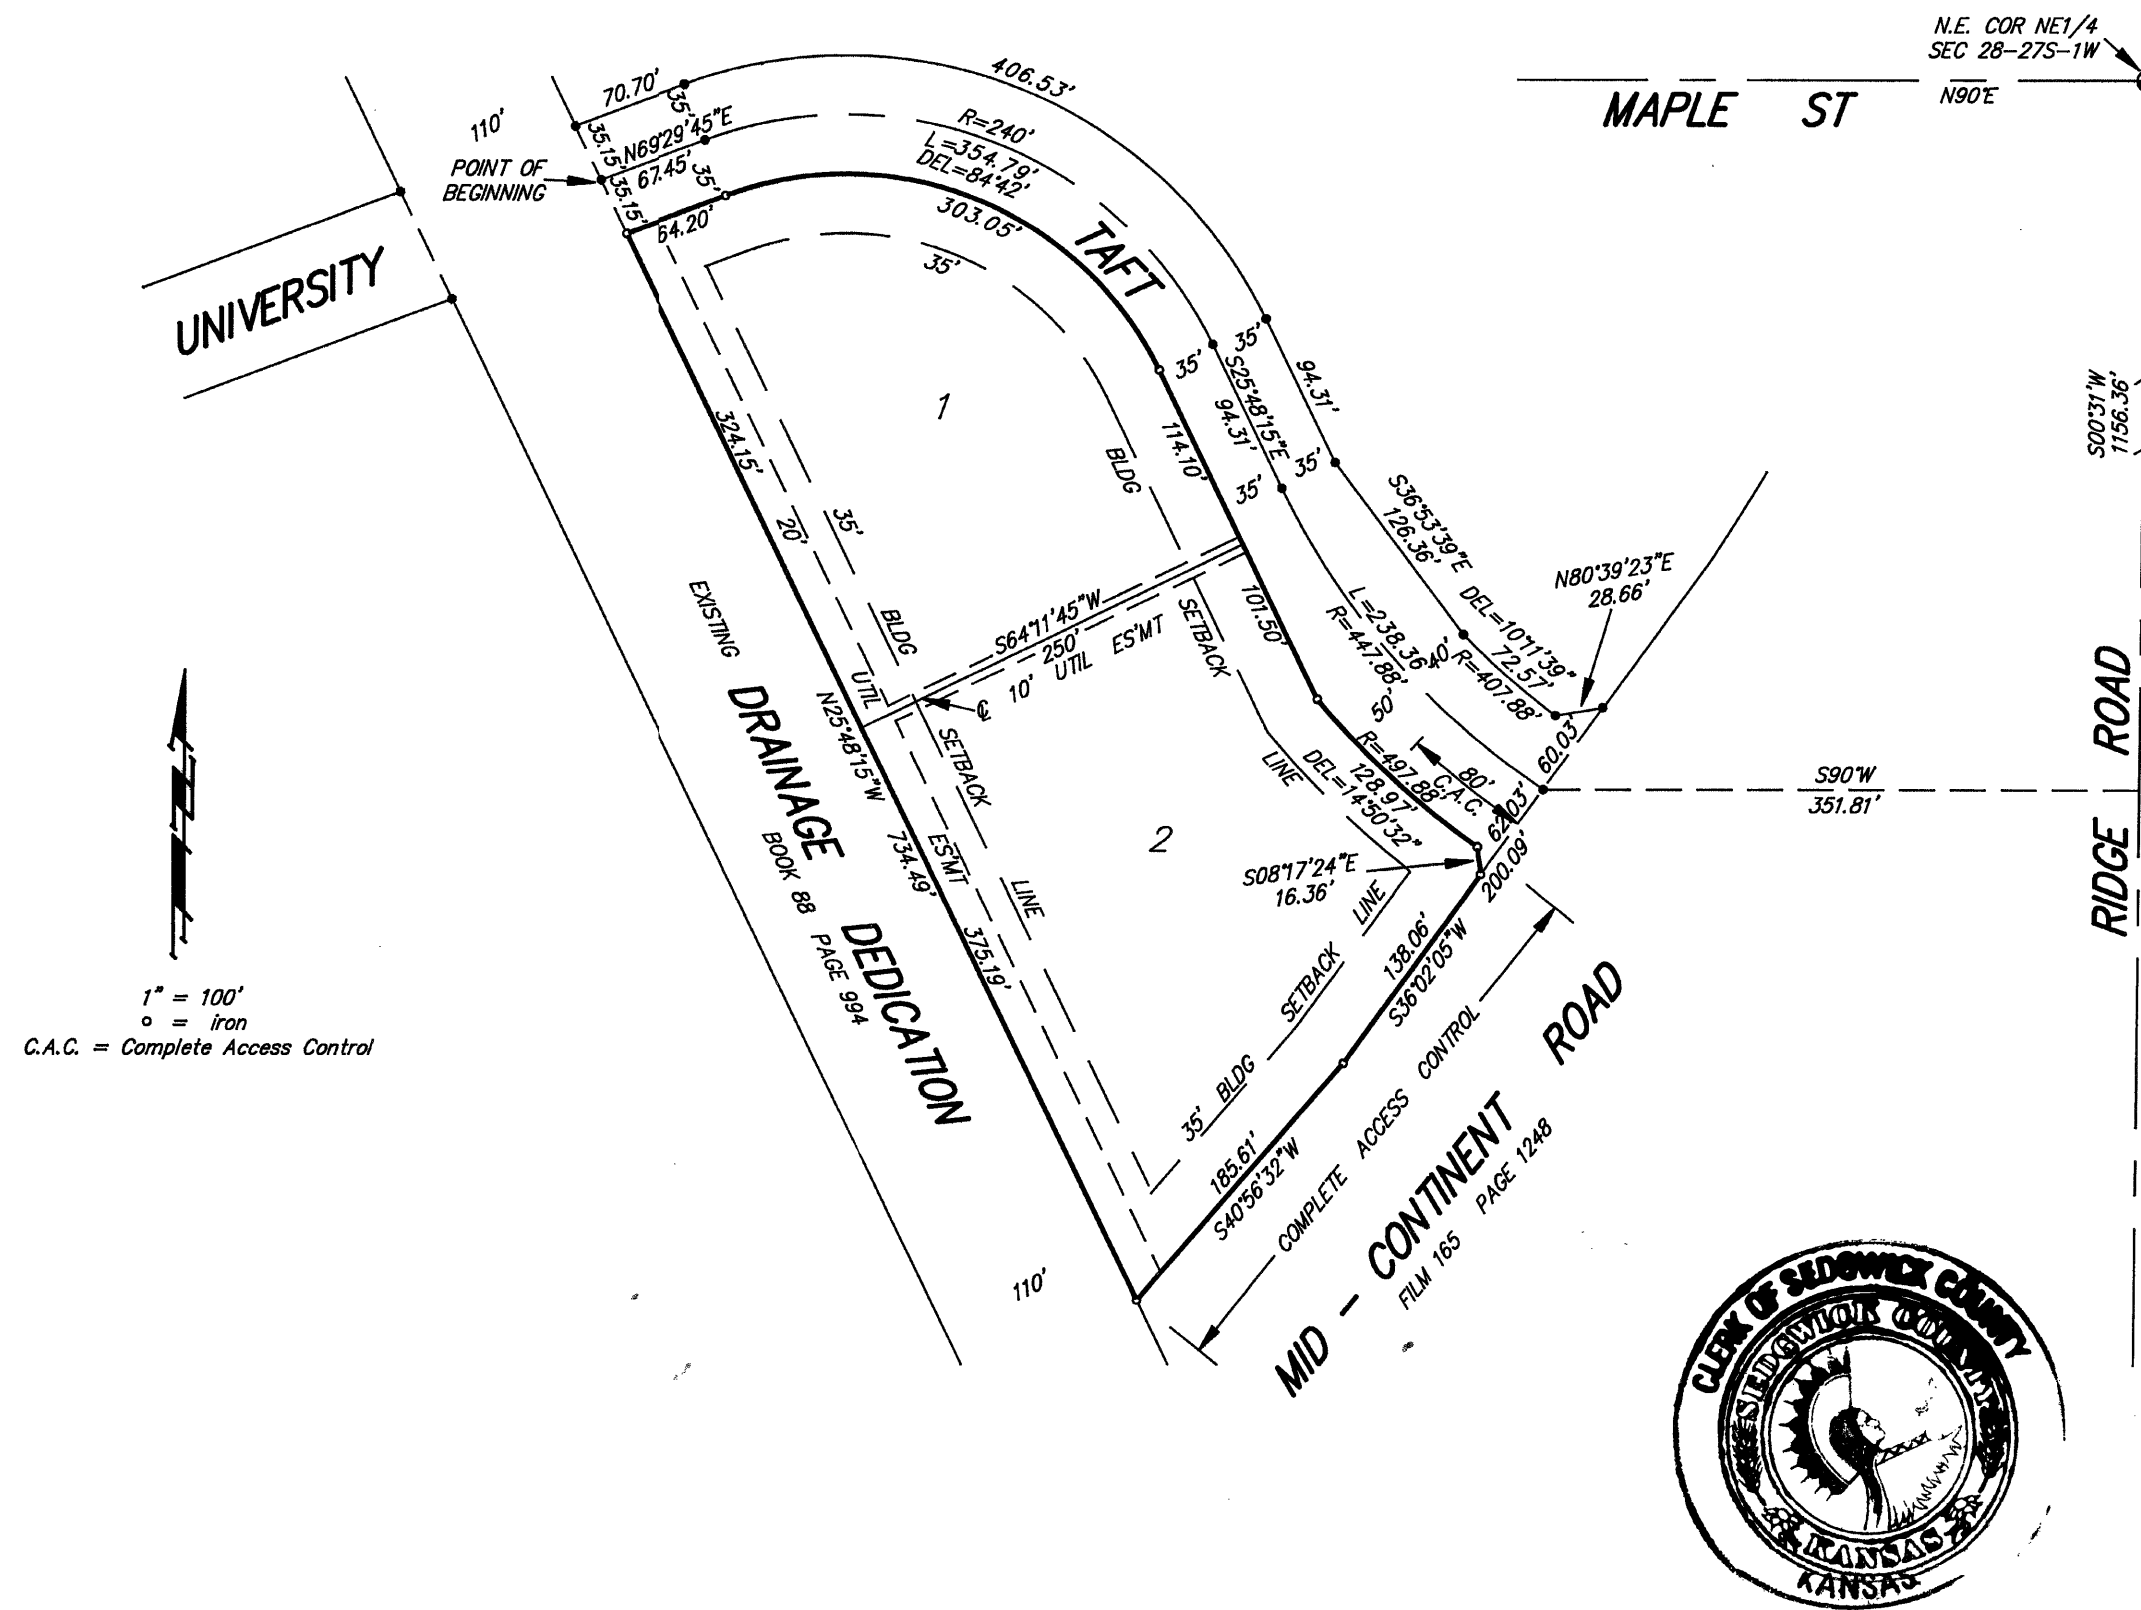 N.E. COR NE1/4
SEC 28-27S-1W
MAPLE ST
N90°E
406.53'
70.70'
110'
35'
35.15'
N69°29'45"E
67.45'
35'
35.15'
64.20'
POINT OF
BEGINNING
R=240'
L=354.79'
DEL=84°42'
303.05'
35'
TAFT
UNIVERSITY
35'
35'
S25°48'15"E
94.31'
94.31'
35'
35'
1
114.10'
BLDG
S00°31'W
1156.36'
324.15'
20'
35'
BLDG
S36°53'39"E
126.36'
DEL=10°11'39"
72.57'
R=407.88'
N80°39'23"E
28.66'
L=238.36'
R=447.88'
40'
50'
101.50'
SETBACK
LINE
S64°11'45"W
250'
10' UTIL ES'MT
℄
UTIL
ES'MT
SETBACK
LINE
EXISTING
DRAINAGE DEDICATION
BOOK 88 PAGE 994
N25°48'15"W
734.49'
375.19'
2
R=497.88'
128.97'
DEL=14°50'32"
80'
C.A.C.
60.03'
62.03'
200.09'
S90°W
351.81'
RIDGE ROAD
S08°17'24"E
16.36'
138.06'
S36°02'05"W
35' BLDG SETBACK LINE
185.61'
S40°56'32"W
COMPLETE ACCESS CONTROL
MID - CONTINENT ROAD
FILM 165 PAGE 1248
110'
1" = 100'
o = iron
C.A.C. = Complete Access Control
CLERK OF SEDGWICK COUNTY
SEDGWICK COUNTY
KANSAS
KANSAS